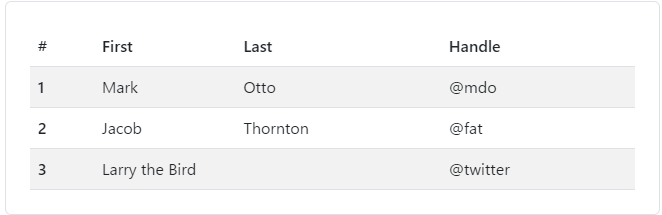 # First Last Handle
1 Mark Otto @mdo
2 Jacob Thornton @fat
3 Larry the Bird @twitter